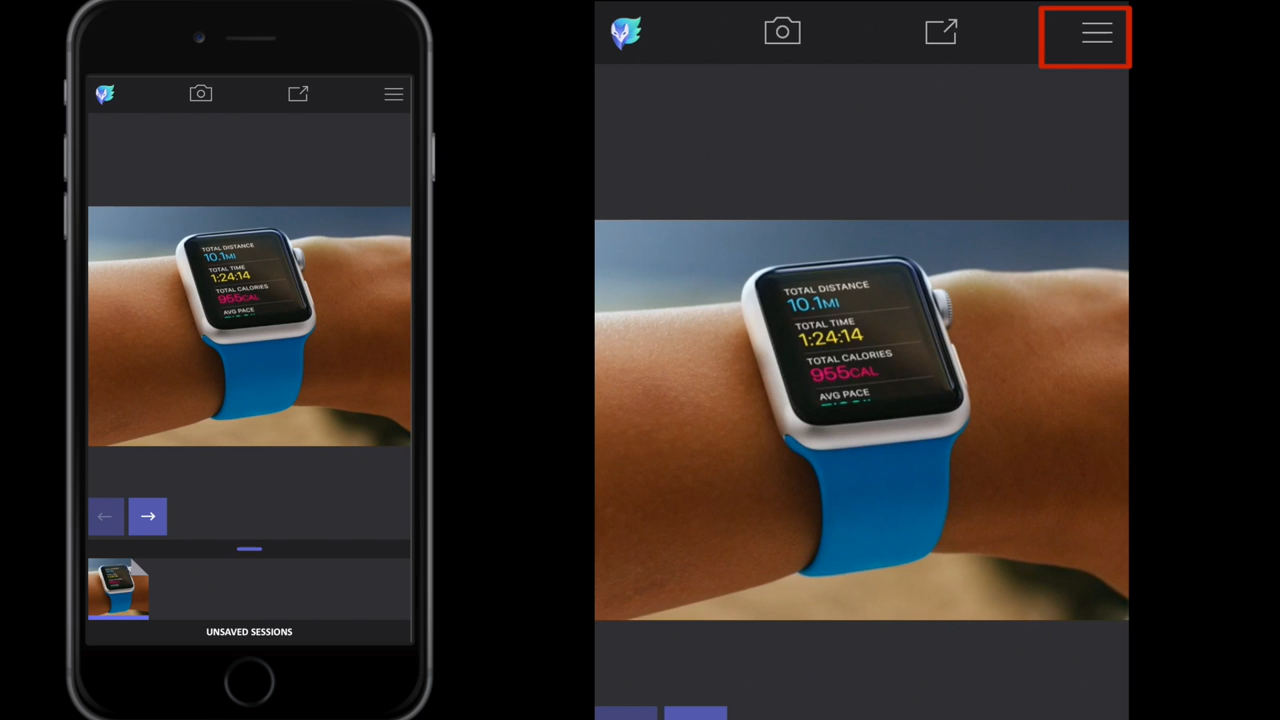 TOTAL DISTANCE
10.1MI
TOTAL TIME
1:24:14
TOTAL CALORIES
955CAL
AVG PACE
UNSAVED SESSIONS
TOTAL DISTANCE
10.1MI
TOTAL TIME
1:24:14
TOTAL CALORIES
955CAL
AVG PACE